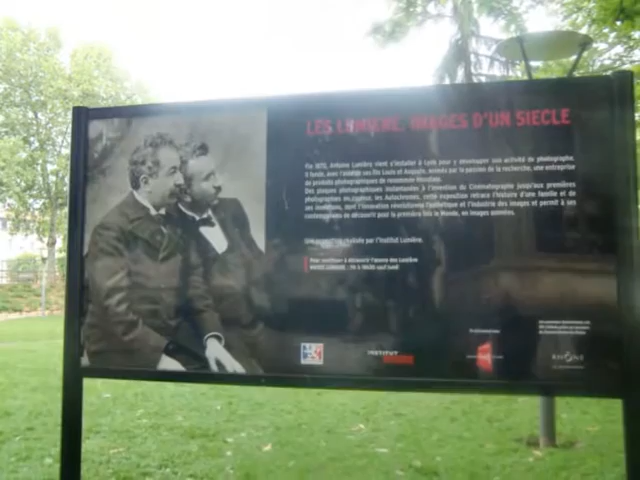 LES LUMIERE, IMAGES D'UN SIECLE
En 1870, Antoine Lumière vient s'installer à Lyon pour y développer son activité de photographe.
Il fonde, avec l'aide de ses fils Louis et Auguste, animés par la passion de la recherche, une entreprise
de produits photographiques de renommée mondiale.
Des plaques photographiques instantanées à l'invention du Cinématographe jusqu'aux premières
photographies en couleur, les Autochromes, cette exposition retrace l'histoire d'une famille et de
ses inventions, dont l'innovation révolutionna l'esthétique et l'industrie des images et permit à ses
contemporains de découvrir pour la première fois le Monde, en images animées.
Une exposition réalisée par l'Institut Lumière.
Pour continuer à découvrir l'œuvre des Lumière
INSTITUT
RHÔNE